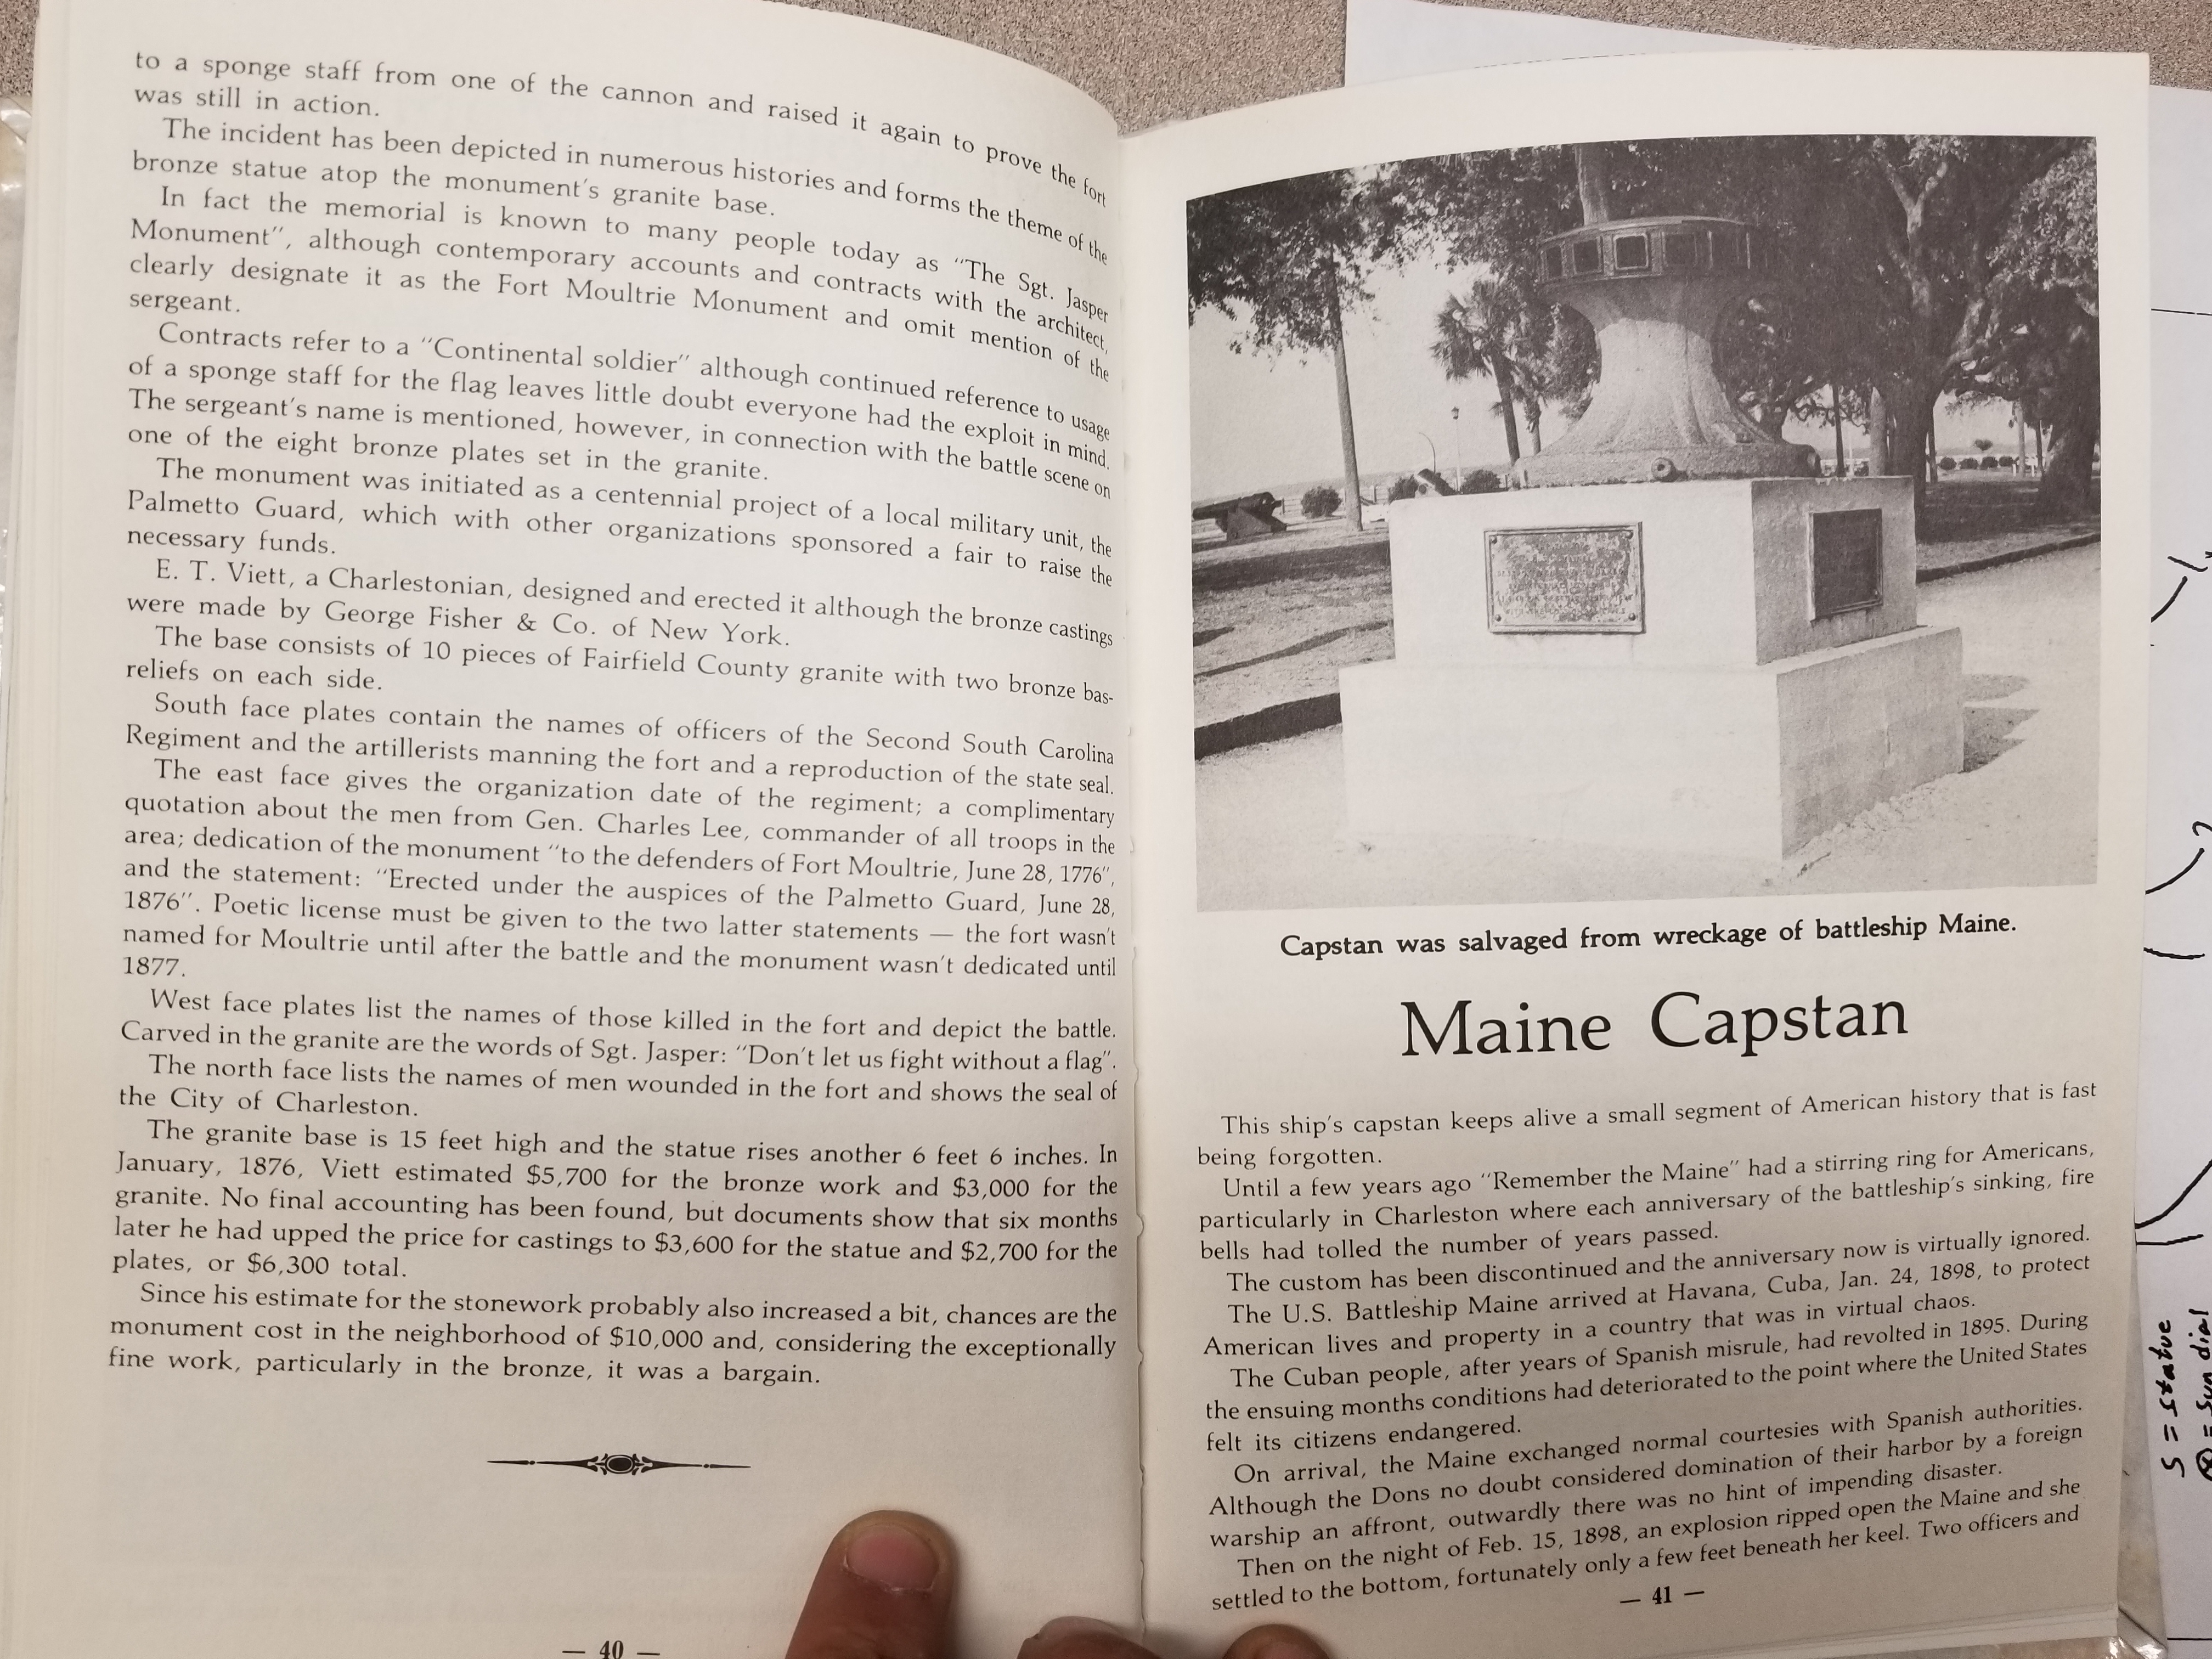 to a sponge staff from one of the cannon and raised it again to prove the fort
was still in action.
The incident has been depicted in numerous histories and forms the theme of the
bronze statue atop the monument's granite base.
In fact the memorial is known to many people today as "The Sgt. Jasper
Monument", although contemporary accounts and contracts with the architect,
clearly designate it as the Fort Moultrie Monument and omit mention of the
sergeant.
Contracts refer to a "Continental soldier" although continued reference to usage
of a sponge staff for the flag leaves little doubt everyone had the exploit in mind.
The sergeant's name is mentioned, however, in connection with the battle scene on
one of the eight bronze plates set in the granite.
The monument was initiated as a centennial project of a local military unit, the
Palmetto Guard, which with other organizations sponsored a fair to raise the
necessary funds.
E. T. Viett, a Charlestonian, designed and erected it although the bronze castings
were made by George Fisher & Co. of New York.
The base consists of 10 pieces of Fairfield County granite with two bronze bas-
reliefs on each side.
South face plates contain the names of officers of the Second South Carolina
Regiment and the artillerists manning the fort and a reproduction of the state seal.
The east face gives the organization date of the regiment; a complimentary
quotation about the men from Gen. Charles Lee, commander of all troops in the
area; dedication of the monument "to the defenders of Fort Moultrie, June 28, 1776",
and the statement: "Erected under the auspices of the Palmetto Guard, June 28,
1876". Poetic license must be given to the two latter statements — the fort wasn't
named for Moultrie until after the battle and the monument wasn't dedicated until
1877.
West face plates list the names of those killed in the fort and depict the battle.
Carved in the granite are the words of Sgt. Jasper: "Don't let us fight without a flag".
The north face lists the names of men wounded in the fort and shows the seal of
the City of Charleston.
The granite base is 15 feet high and the statue rises another 6 feet 6 inches. In
January, 1876, Viett estimated $5,700 for the bronze work and $3,000 for the
granite. No final accounting has been found, but documents show that six months
later he had upped the price for castings to $3,600 for the statue and $2,700 for the
plates, or $6,300 total.
Since his estimate for the stonework probably also increased a bit, chances are the
monument cost in the neighborhood of $10,000 and, considering the exceptionally
fine work, particularly in the bronze, it was a bargain.
— 40 —
Capstan was salvaged from wreckage of battleship Maine.
Maine Capstan
This ship's capstan keeps alive a small segment of American history that is fast
being forgotten.
Until a few years ago "Remember the Maine" had a stirring ring for Americans,
particularly in Charleston where each anniversary of the battleship's sinking, fire
bells had tolled the number of years passed.
The custom has been discontinued and the anniversary now is virtually ignored.
The U.S. Battleship Maine arrived at Havana, Cuba, Jan. 24, 1898, to protect
American lives and property in a country that was in virtual chaos.
The Cuban people, after years of Spanish misrule, had revolted in 1895. During
the ensuing months conditions had deteriorated to the point where the United States
felt its citizens endangered.
On arrival, the Maine exchanged normal courtesies with Spanish authorities.
Although the Dons no doubt considered domination of their harbor by a foreign
warship an affront, outwardly there was no hint of impending disaster.
Then on the night of Feb. 15, 1898, an explosion ripped open the Maine and she
settled to the bottom, fortunately only a few feet beneath her keel. Two officers and
— 41 —
S = statue
= Sun dial